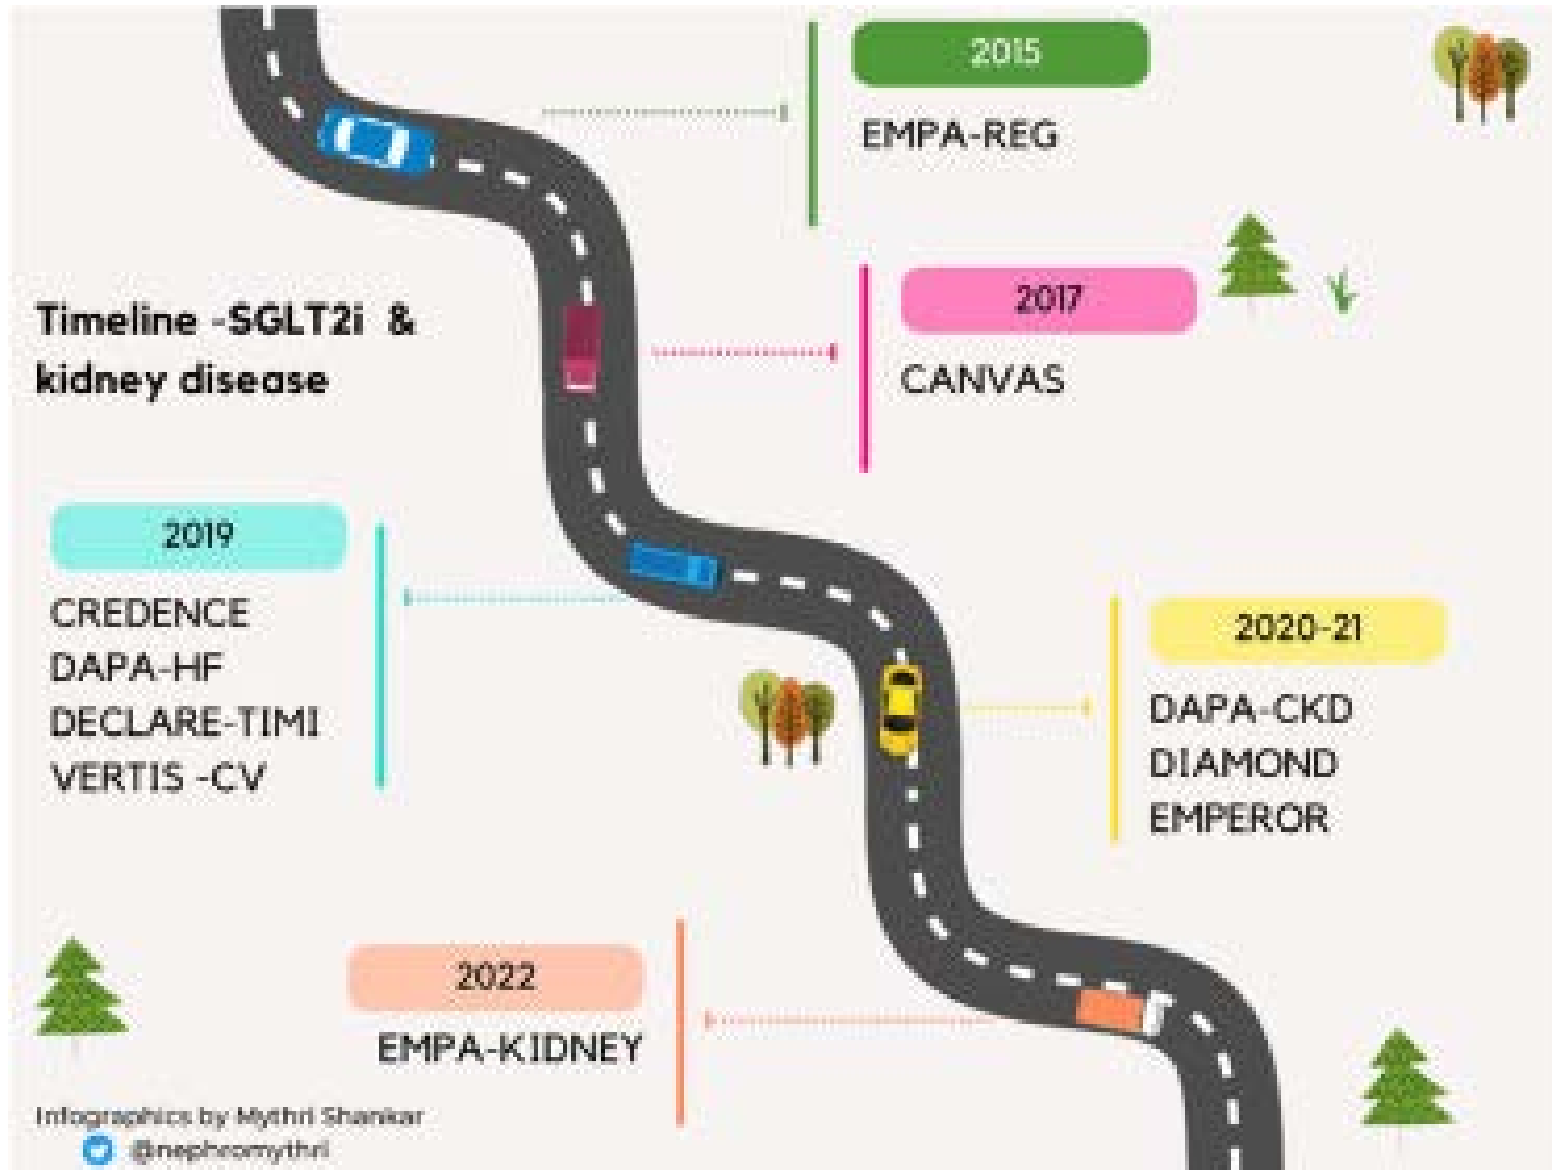 2015
EMPA-REG
Timeline -SGLT2i &
kidney disease
2017
CANVAS
2019
CREDENCE
DAPA-HF
DECLARE-TIMI
VERTIS -CV
2020-21
DAPA-CKD
DIAMOND
EMPEROR
2022
EMPA-KIDNEY
Infographics by Mythri Shankar
@nephromythri